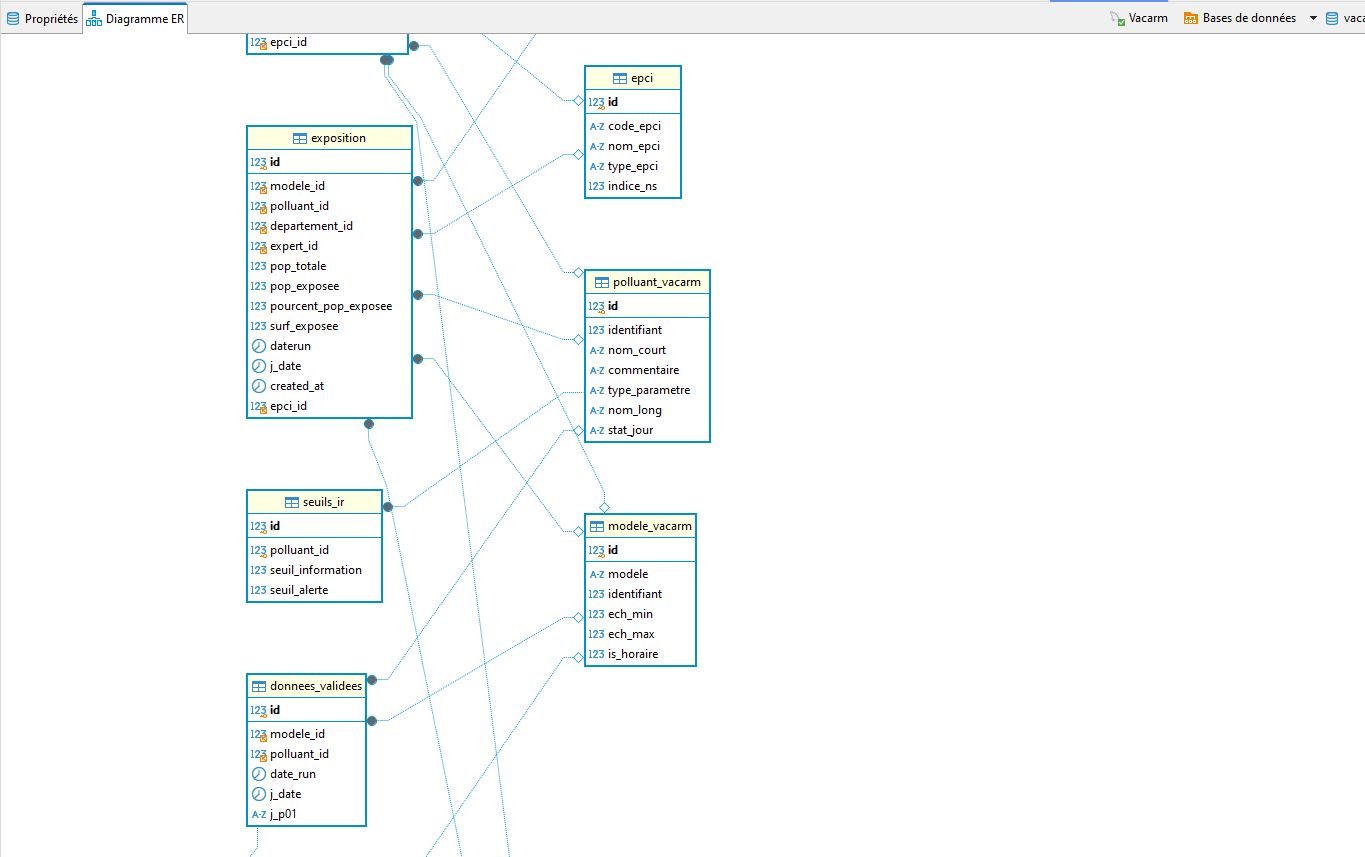 Propriétés
Diagramme ER
Vacarm
Bases de données
vaca
123 epci_id
epci
123 id
A-Z code_epci
A-Z nom_epci
A-Z type_epci
123 indice_ns
exposition
123 id
123 modele_id
123 polluant_id
123 departement_id
123 expert_id
123 pop_totale
123 pop_exposee
123 pourcent_pop_exposee
123 surf_exposee
daterun
j_date
created_at
123 epci_id
polluant_vacarm
123 id
123 identifiant
A-Z nom_court
A-Z commentaire
A-Z type_parametre
A-Z nom_long
A-Z stat_jour
seuils_ir
123 id
123 polluant_id
123 seuil_information
123 seuil_alerte
modele_vacarm
123 id
A-Z modele
123 identifiant
123 ech_min
123 ech_max
123 is_horaire
donnees_validees
123 id
123 modele_id
123 polluant_id
date_run
j_date
A-Z j_p01